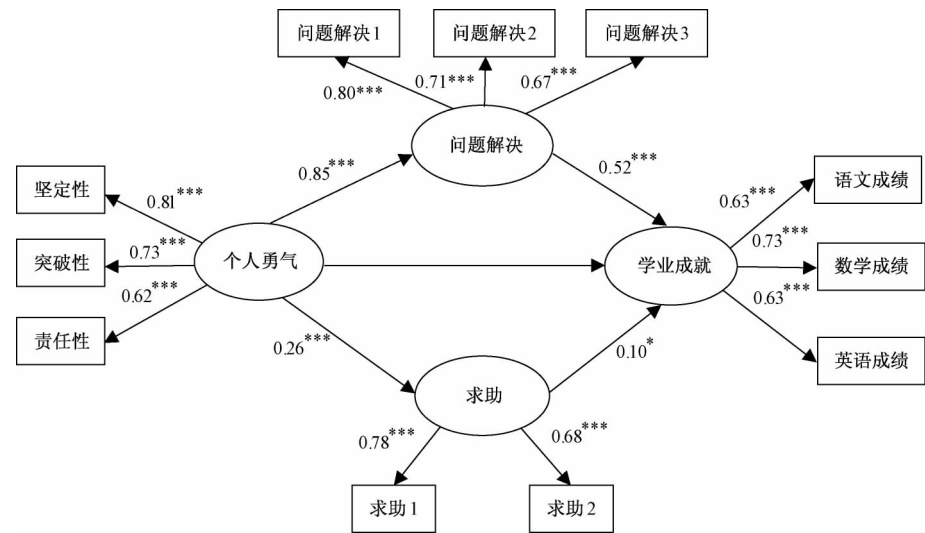 问题解决1
问题解决2
问题解决3
0.80***
0.71***
0.67***
问题解决
0.85***
0.52***
坚定性
突破性
责任性
0.81***
0.73***
0.62***
个人勇气
学业成就
0.63***
0.73***
0.63***
语文成绩
数学成绩
英语成绩
0.26***
0.10*
求助
0.78***
0.68***
求助1
求助2